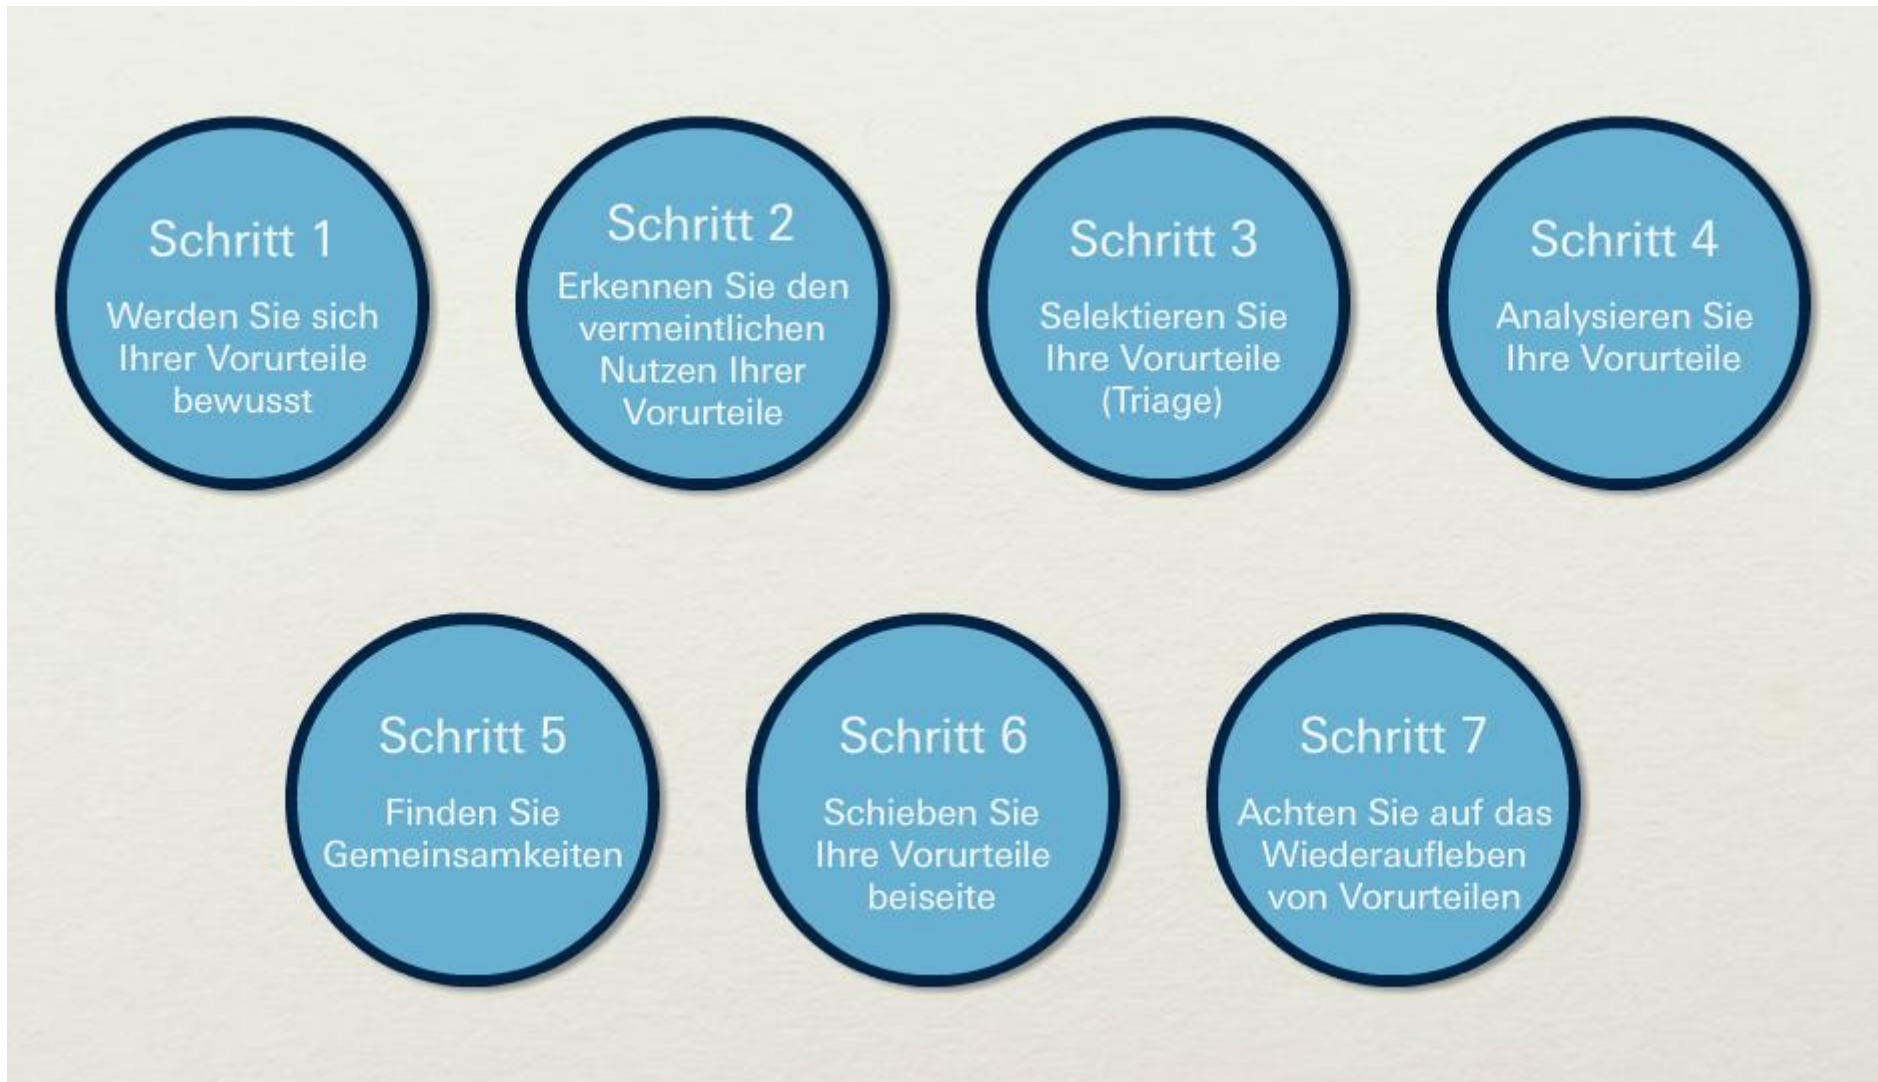 Schritt 1
Werden Sie sich
Ihrer Vorurteile
bewusst
Schritt 2
Erkennen Sie den
vermeintlichen
Nutzen Ihrer
Vorurteile
Schritt 3
Selektieren Sie
Ihre Vorurteile
(Triage)
Schritt 4
Analysieren Sie
Ihre Vorurteile
Schritt 5
Finden Sie
Gemeinsamkeiten
Schritt 6
Schieben Sie
Ihre Vorurteile
beiseite
Schritt 7
Achten Sie auf das
Wiederaufleben
von Vorurteilen